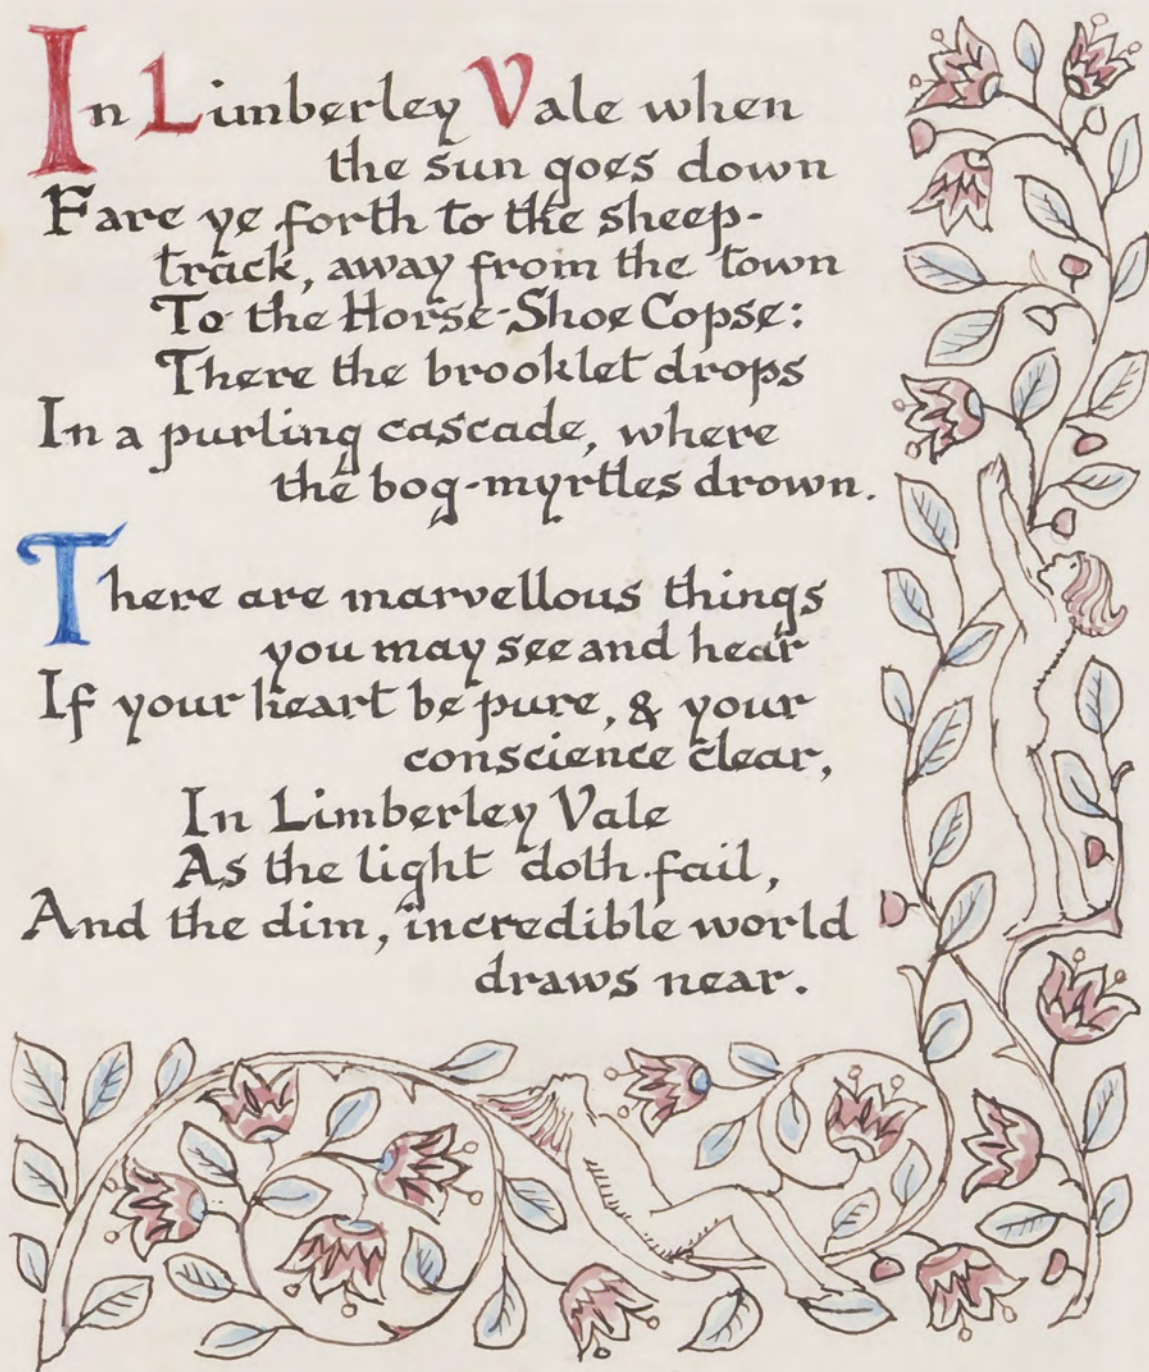 In Limberley Vale when
the sun goes down
Fare ye forth to the sheep-
track, away from the town
To the Horse-Shoe Copse:
There the brooklet drops
In a purling cascade, where
the bog-myrtles drown.
There are marvellous things
you may see and hear
If your heart be pure, & your
conscience clear,
In Limberley Vale
As the light doth fail,
And the dim, incredible world
draws near.